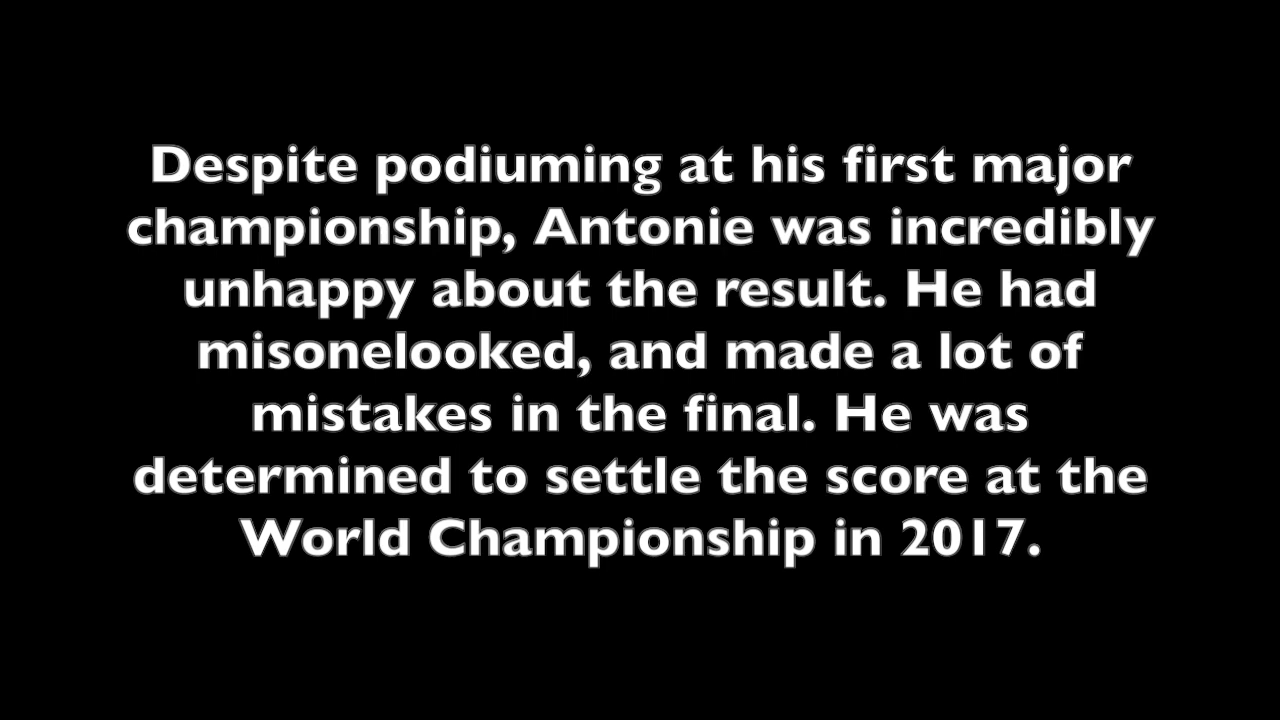 Despite podiuming at his first major
championship, Antonie was incredibly
unhappy about the result. He had
misonelooked, and made a lot of
mistakes in the final. He was
determined to settle the score at the
World Championship in 2017.